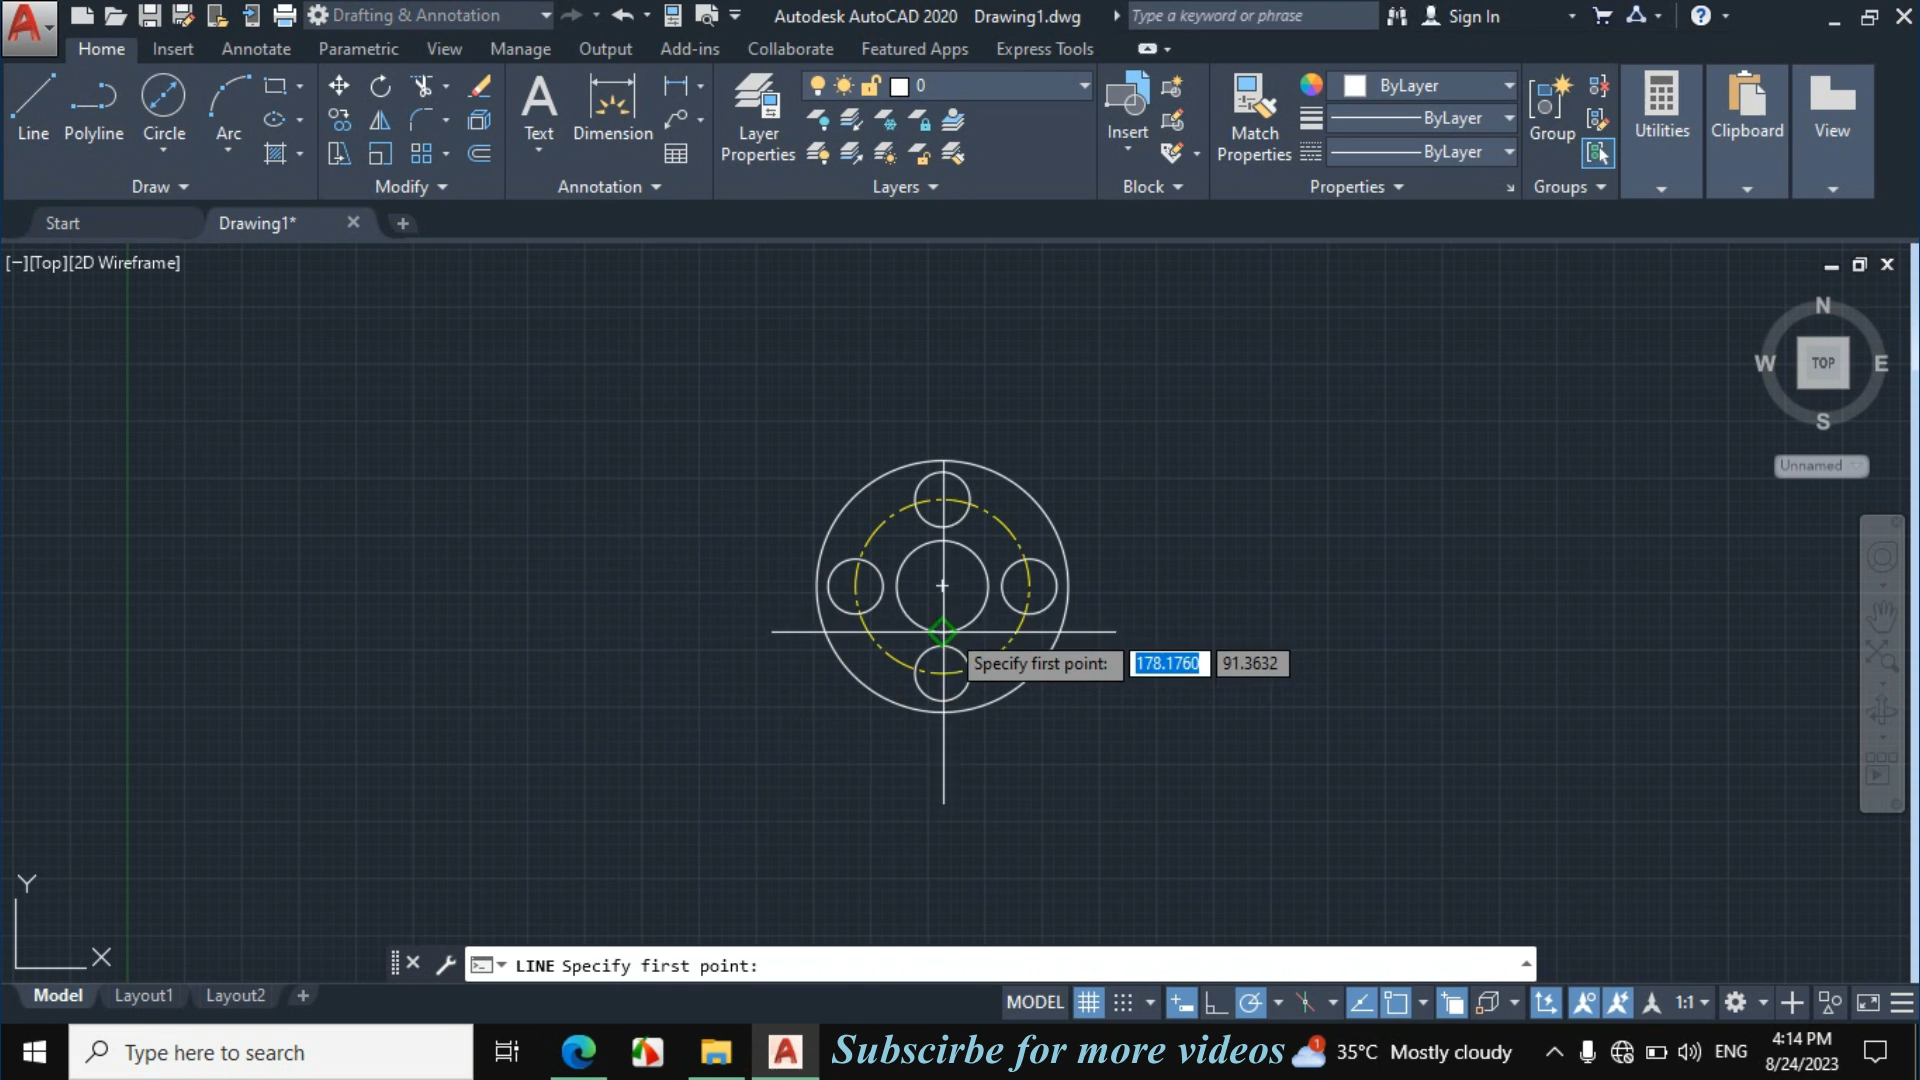 Drafting & Annotation
Autodesk AutoCAD 2020 Drawing1.dwg
Type a keyword or phrase
Sign In
Home Insert Annotate Parametric View Manage Output Add-ins Collaborate Featured Apps Express Tools
Line
Polyline
Circle
Arc
Draw
Modify
Text
Dimension
Annotation
Layer
Properties
0
Layers
Insert
Block
Match
Properties
ByLayer
ByLayer
ByLayer
Properties
Group
Groups
Utilities
Clipboard
View
Start
Drawing1*
[−][Top][2D Wireframe]
N
W
TOP
E
S
Unnamed
Specify first point: 178.1760 91.3632
Y
X
LINE Specify first point:
Model Layout1 Layout2
MODEL
1:1
Type here to search
Subscirbe for more videos
1
35°C Mostly cloudy
ENG
4:14 PM
8/24/2023